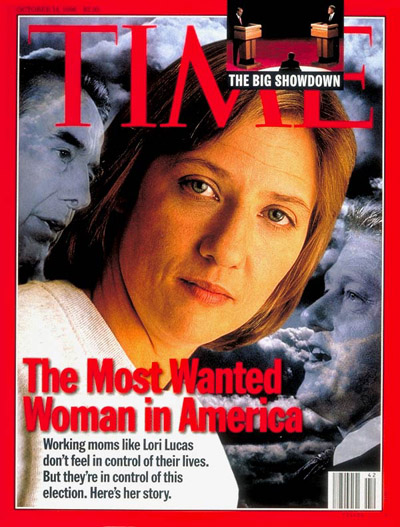 TIME
THE BIG SHOWDOWN
The Most Wanted
Woman in America
Working moms like Lori Lucas
don't feel in control of their lives.
But they're in control of this
election. Here's her story.
42